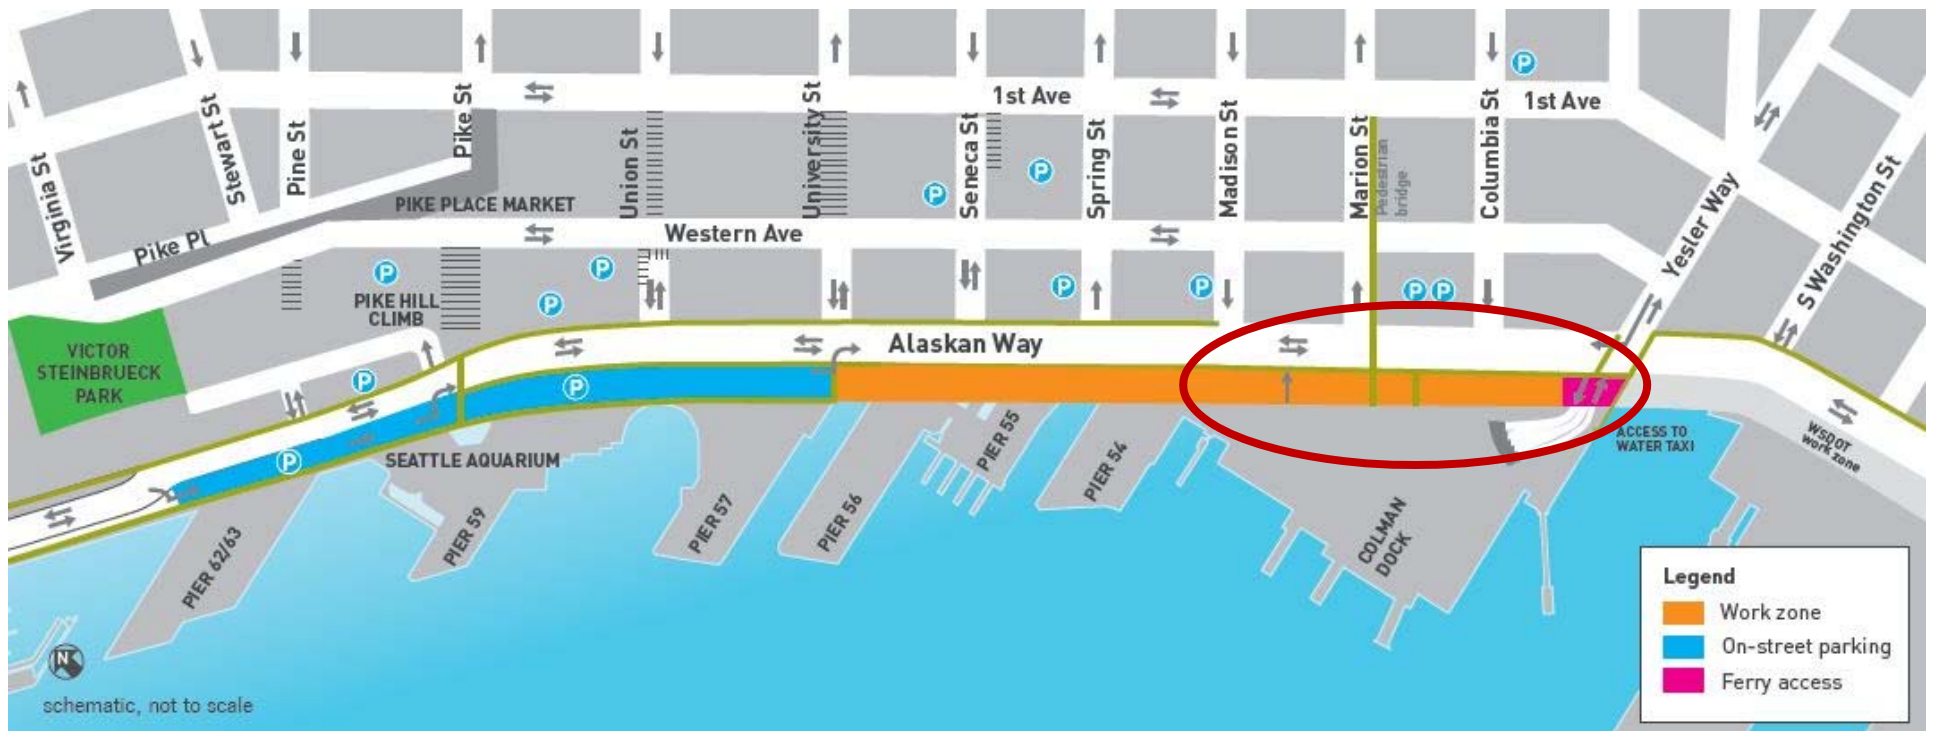 Virginia St
Stewart St
Pine St
Pike St
Union St
University St
Seneca St
Spring St
Madison St
Marion St
Columbia St
Yesler Way
S Washington St
1st Ave
1st Ave
P
P
P
Pedestrian
bridge
PIKE PLACE MARKET
Pike Pl
Western Ave
P
P
P
P
P
P
P
PIKE HILL
CLIMB
VICTOR
STEINBRUECK
PARK
Alaskan Way
P
P
P
SEATTLE AQUARIUM
PIER 62/63
PIER 59
PIER 57
PIER 56
PIER 55
PIER 54
COLMAN
DOCK
ACCESS TO
WATER TAXI
WSDOT
work zone
N
schematic, not to scale
Legend
Work zone
On-street parking
Ferry access